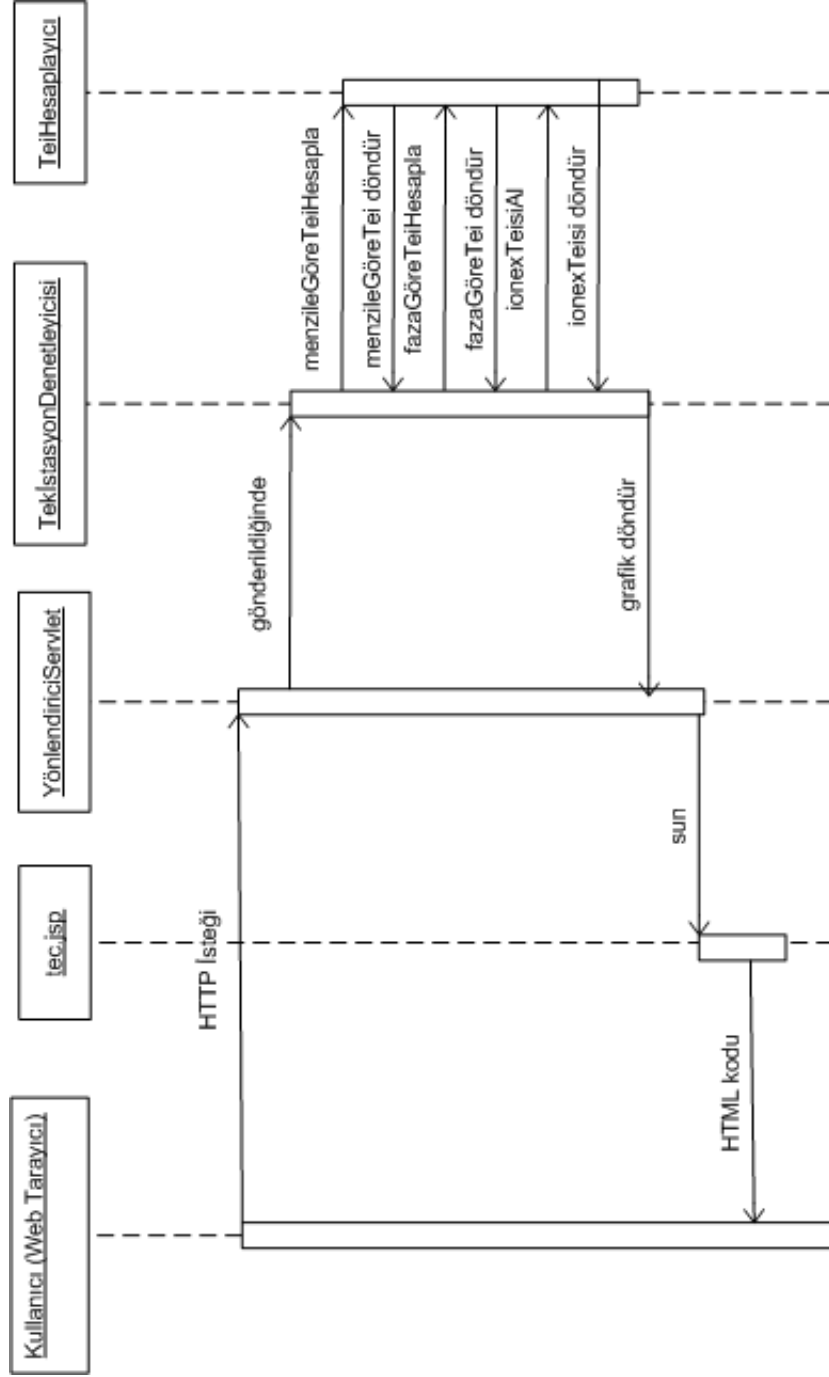 Kullanıcı (Web Tarayıcı)
tec.jsp
YönlendiriciServlet
TekİstasyonDenetleyicisi
TeiHesaplayıcı
HTTP İsteği
gönderildiğinde
menzileGöreTeiHesapla
menzileGöreTei döndür
fazaGöreTeiHesapla
fazaGöreTei döndür
ionexTeisiAl
ionexTeisi döndür
grafik döndür
sun
HTML kodu